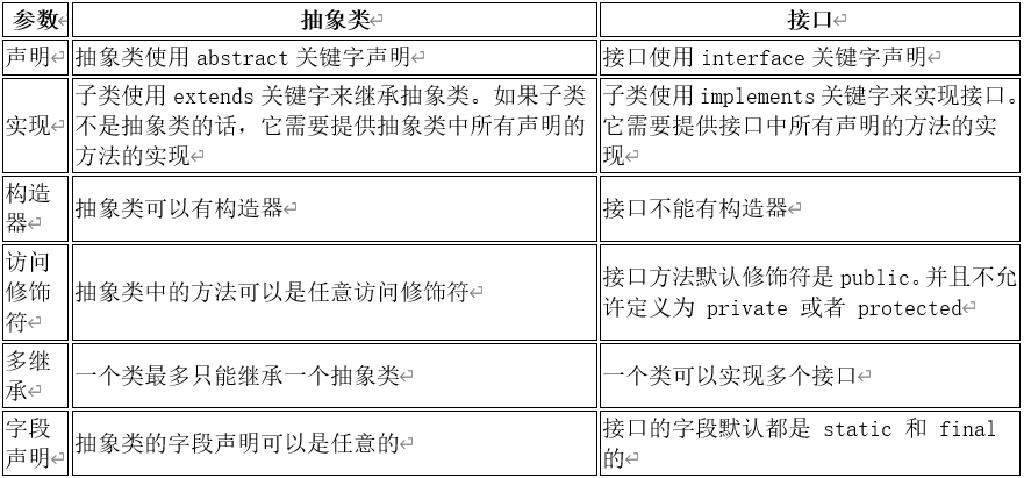 参数 抽象类 接口
声明 抽象类使用 abstract 关键字声明 接口使用 interface 关键字声明
实现
子类使用 extends 关键字来继承抽象类。如果子类
不是抽象类的话，它需要提供抽象类中所有声明的
方法的实现
子类使用 implements 关键字来实现接口。
它需要提供接口中所有声明的方法的实
现
构造
器
抽象类可以有构造器
接口不能有构造器
访问
修饰
符
抽象类中的方法可以是任意访问修饰符
接口方法默认修饰符是 public。并且不允
许定义为 private 或者 protected
多继
承
一个类最多只能继承一个抽象类
一个类可以实现多个接口
字段
声明
抽象类的字段声明可以是任意的
接口的字段默认都是 static 和 final
的